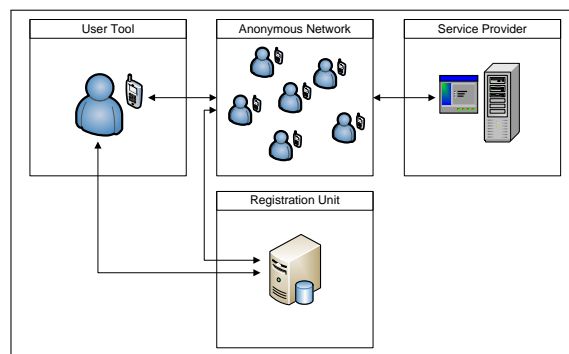 User Tool
Anonymous Network
Service Provider
Registration Unit